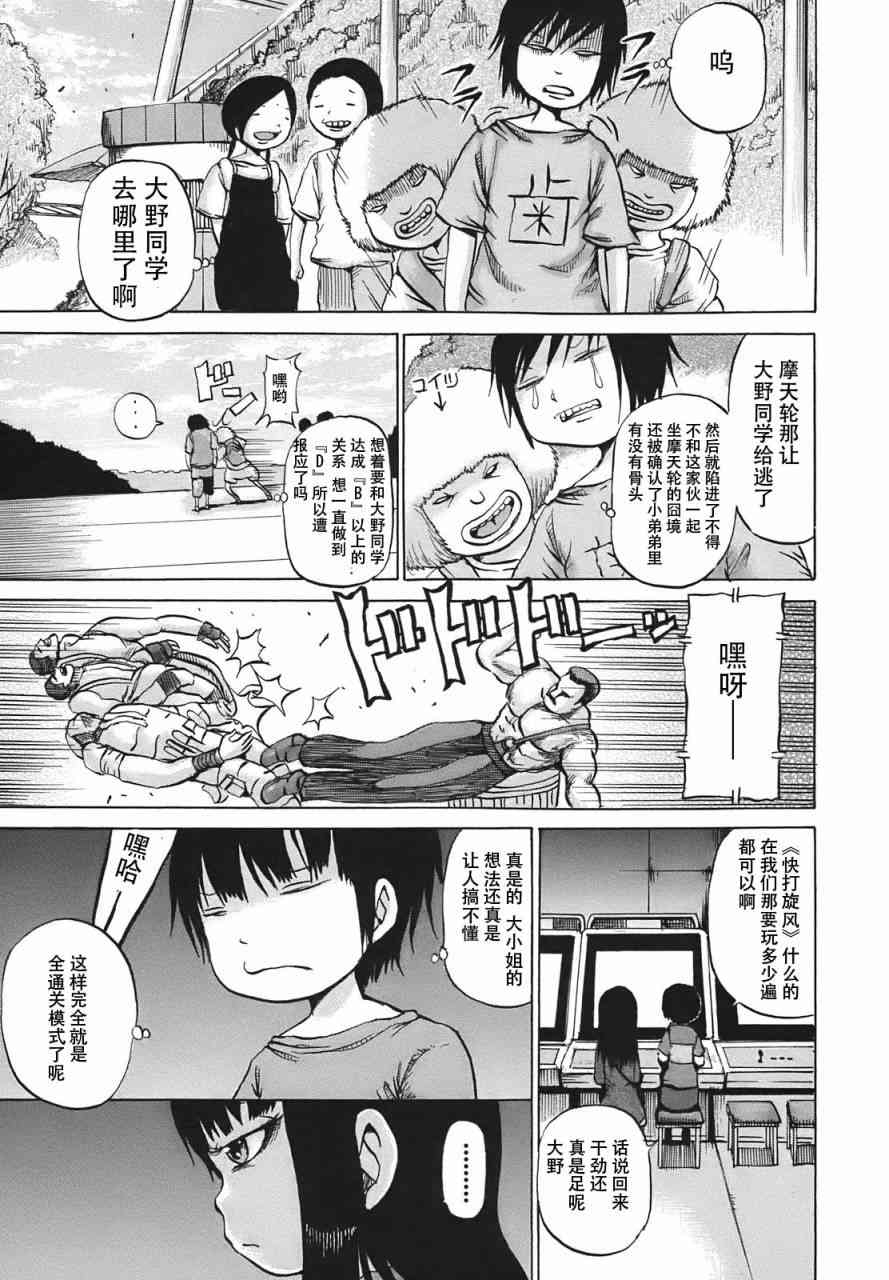 呜
大野同学
去哪里了啊
摩天轮那让
大野同学给逃了
然后就陷进了不得
不和这家伙一起
坐摩天轮的囧境
还被确认了小弟弟里
有没有骨头
コイツ
嘿哟
ドン
...
想着要和大野同学
达成『B』以上的
关系 想一直做到
『D』所以遭
报应了吗
嘿呀——
ドドドーッ
《快打旋风》什么的
在我们那要玩多少遍
都可以啊
话说回来
干劲还
真是足呢
大野
真是的 大小姐的
想法还真是
让人搞不懂
嘿哈——
这样完全就是
全通关模式了呢
………